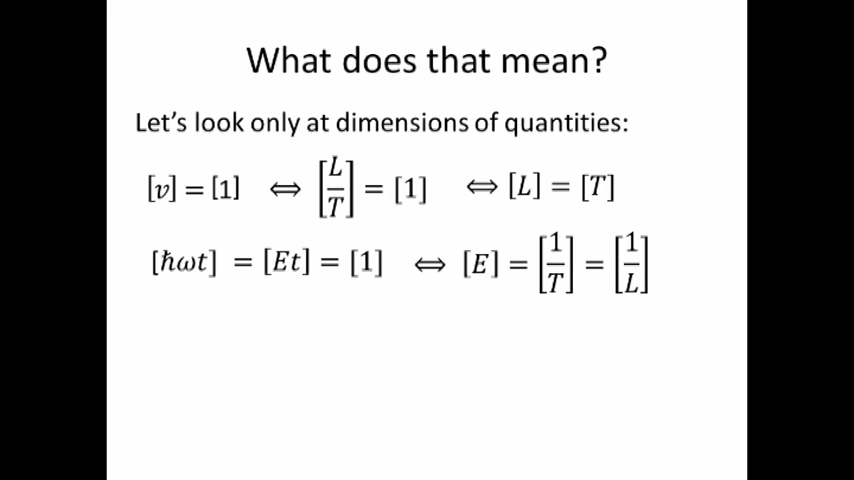 What does that mean?
Let's look only at dimensions of quantities:
[v] = [1] ⇔ [L/T] = [1] ⇔ [L] = [T]
[ħωt] = [Et] = [1] ⇔ [E] = [1/T] = [1/L]